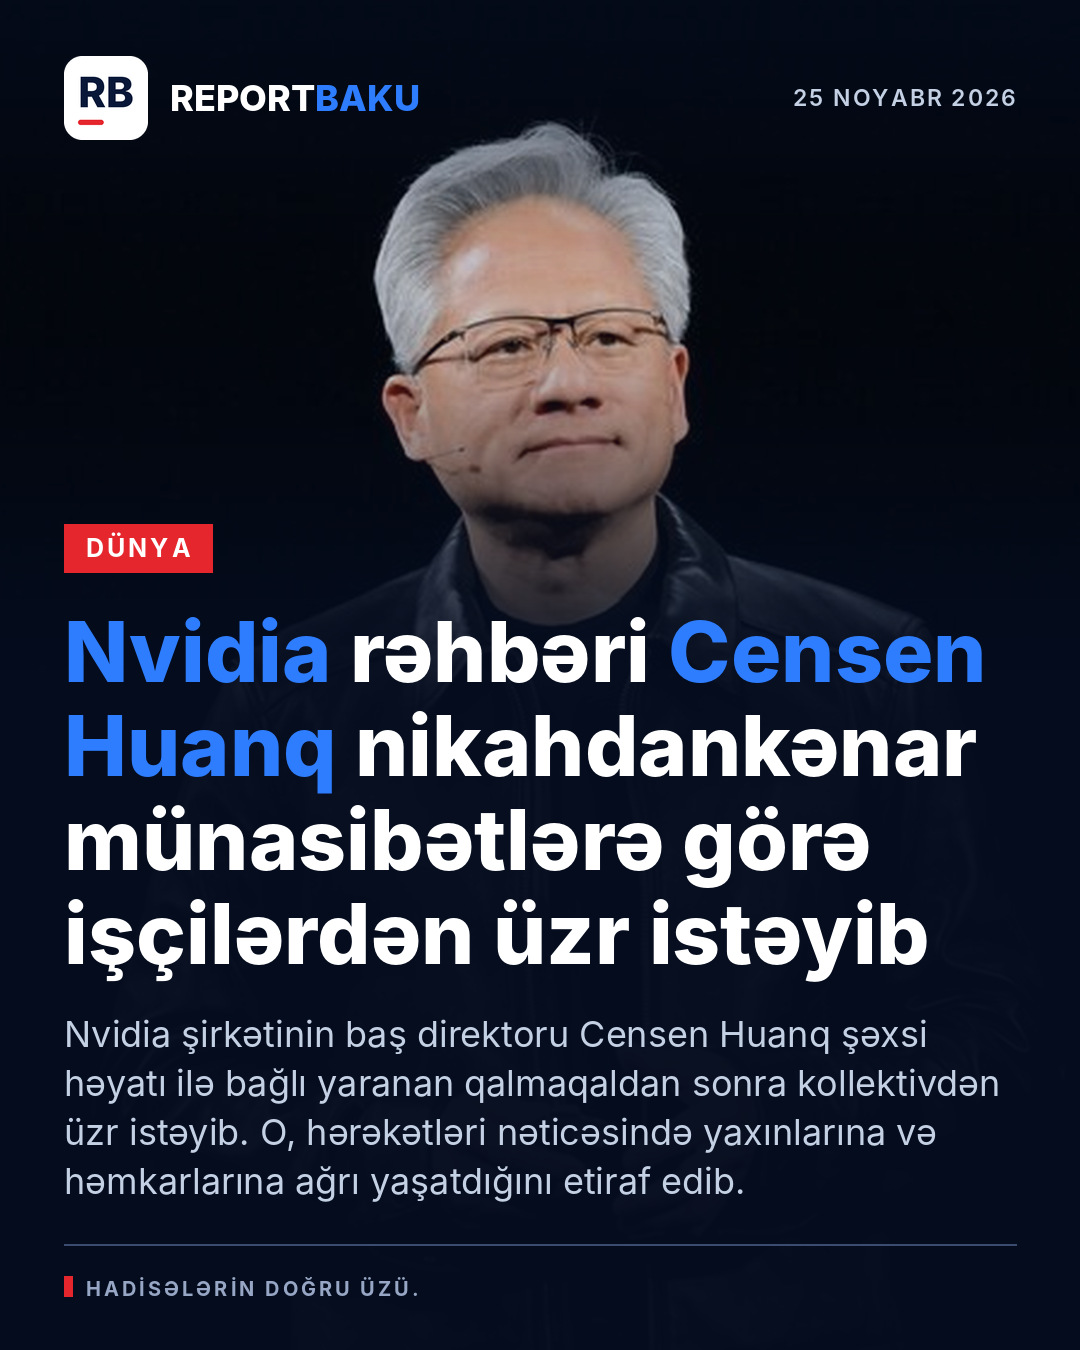 RB
REPORTBAKU
25 NOYABR 2026
DÜNYA
Nvidia rəhbəri Censen
Huanq nikahdankənar
münasibətlərə görə
işçilərdən üzr istəyib
Nvidia şirkətinin baş direktoru Censen Huanq şəxsi
həyatı ilə bağlı yaranan qalmaqaldan sonra kollektivdən
üzr istəyib. O, hərəkətləri nəticəsində yaxınlarına və
həmkarlarına ağrı yaşatdığını etiraf edib.
HADİSƏLƏRİN DOĞRU ÜZÜ.